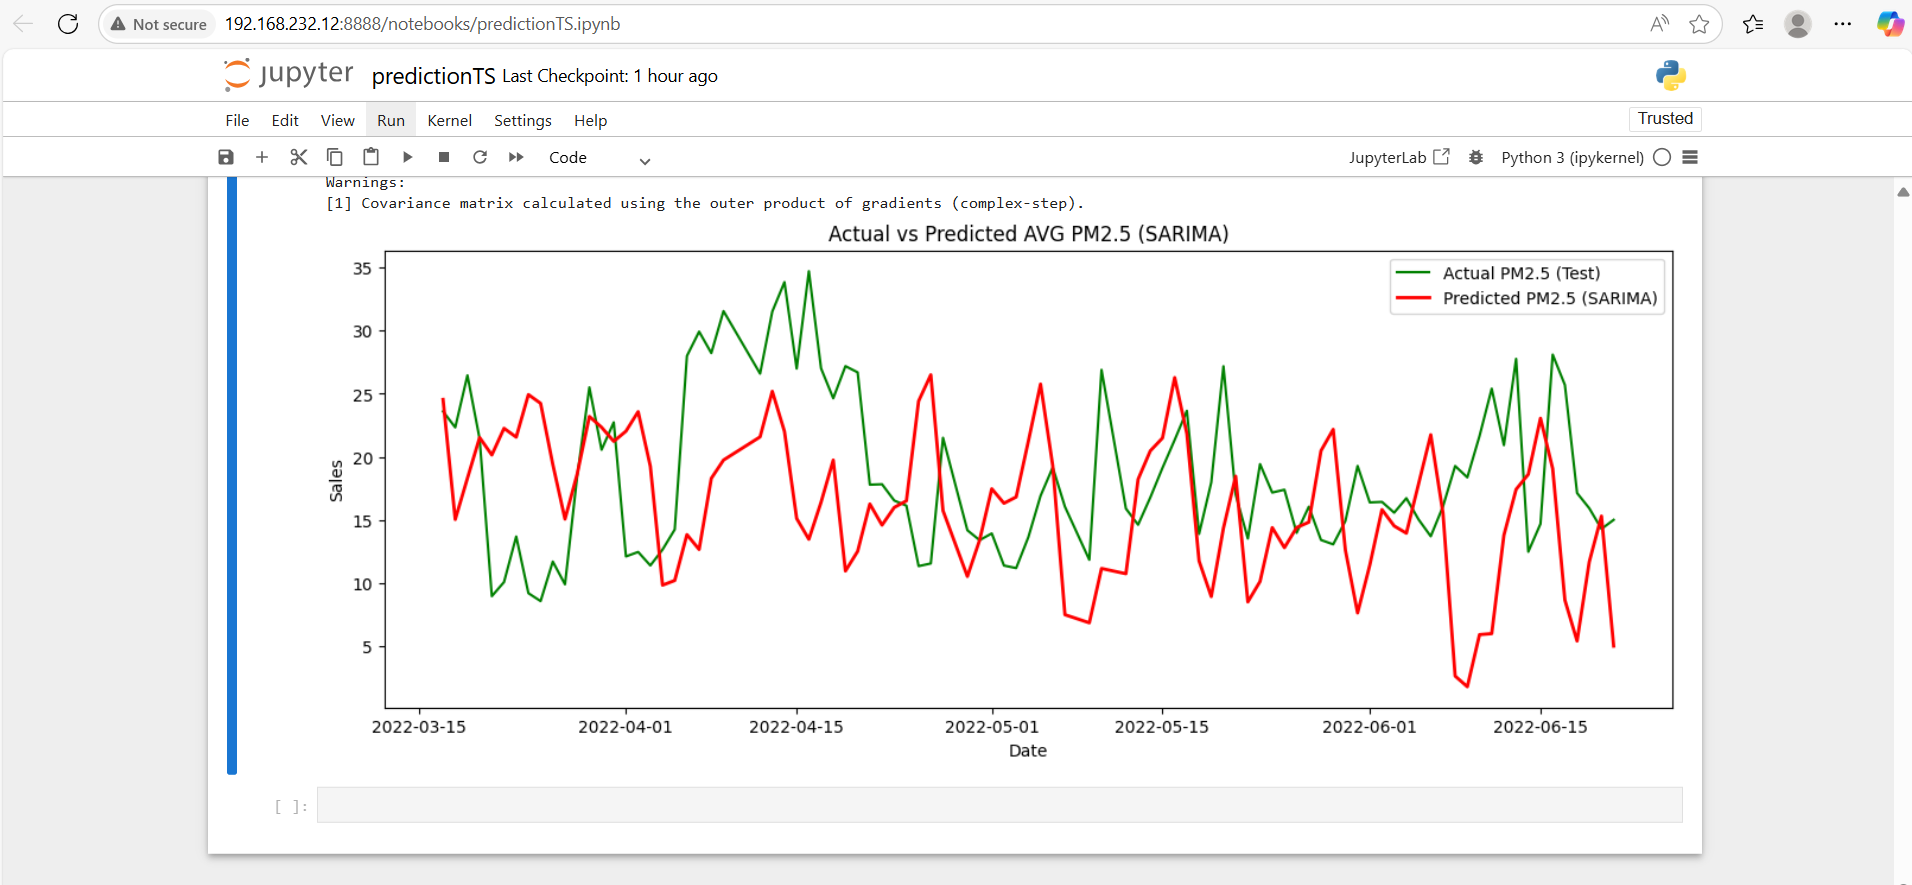 Not secure 192.168.232.12:8888/notebooks/predictionTS.ipynb
jupyter predictionTS Last Checkpoint: 1 hour ago
File Edit View Run Kernel Settings Help Trusted
Code JupyterLab Python 3 (ipykernel)
Warnings:
[1] Covariance matrix calculated using the outer product of gradients (complex-step).
Actual vs Predicted AVG PM2.5 (SARIMA)
Actual PM2.5 (Test)
Predicted PM2.5 (SARIMA)
35
30
25
20
15
10
5
Sales
2022-03-15 2022-04-01 2022-04-15 2022-05-01 2022-05-15 2022-06-01 2022-06-15
Date
[ ]: